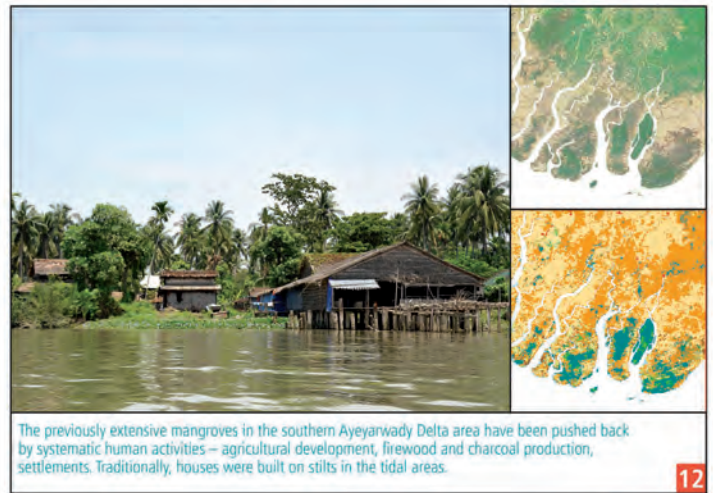 The previously extensive mangroves in the southern Ayeyarwady Delta area have been pushed back
by systematic human activities – agricultural development, firewood and charcoal production,
settlements. Traditionally, houses were built on stilts in the tidal areas.
12